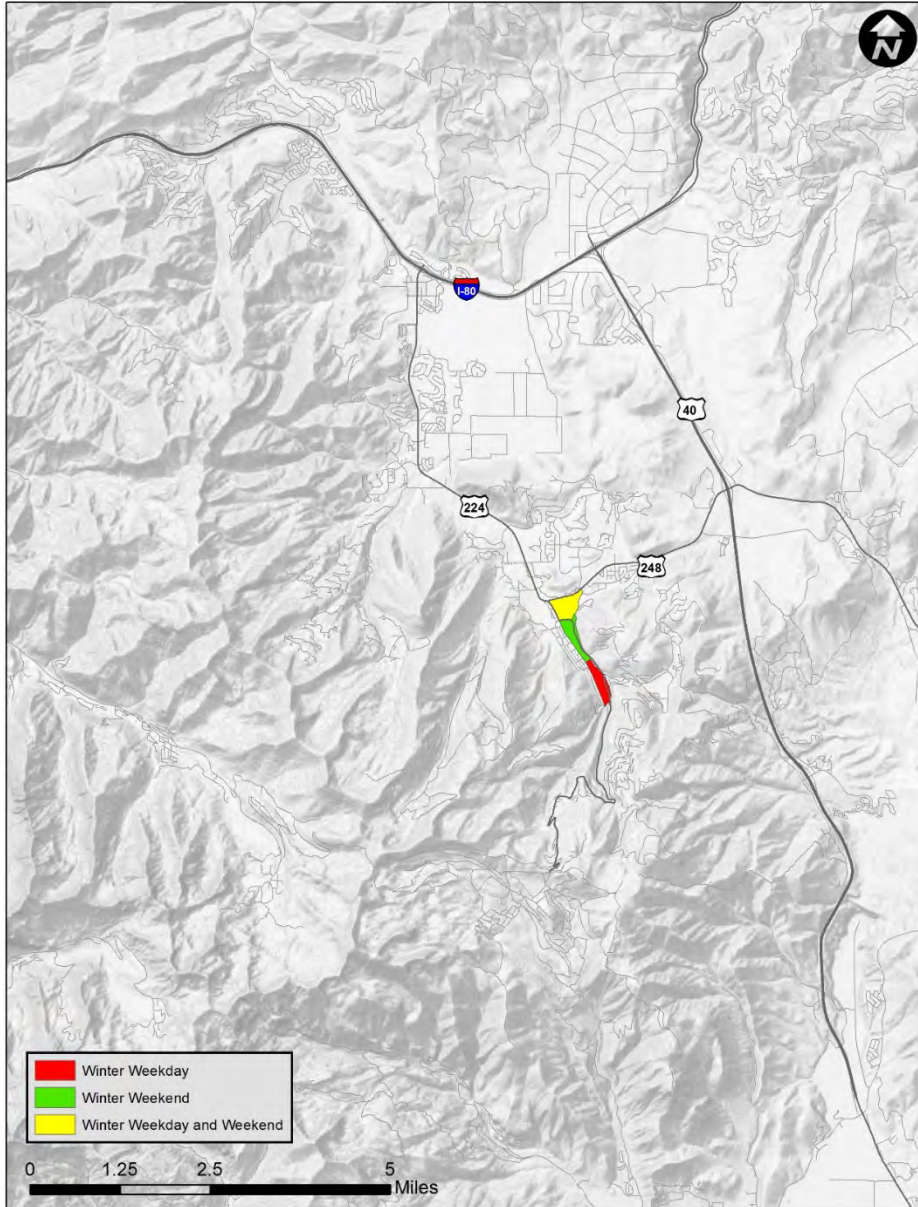 N
I-80
40
224
248
Winter Weekday
Winter Weekend
Winter Weekday and Weekend
0 1.25 2.5 5
Miles